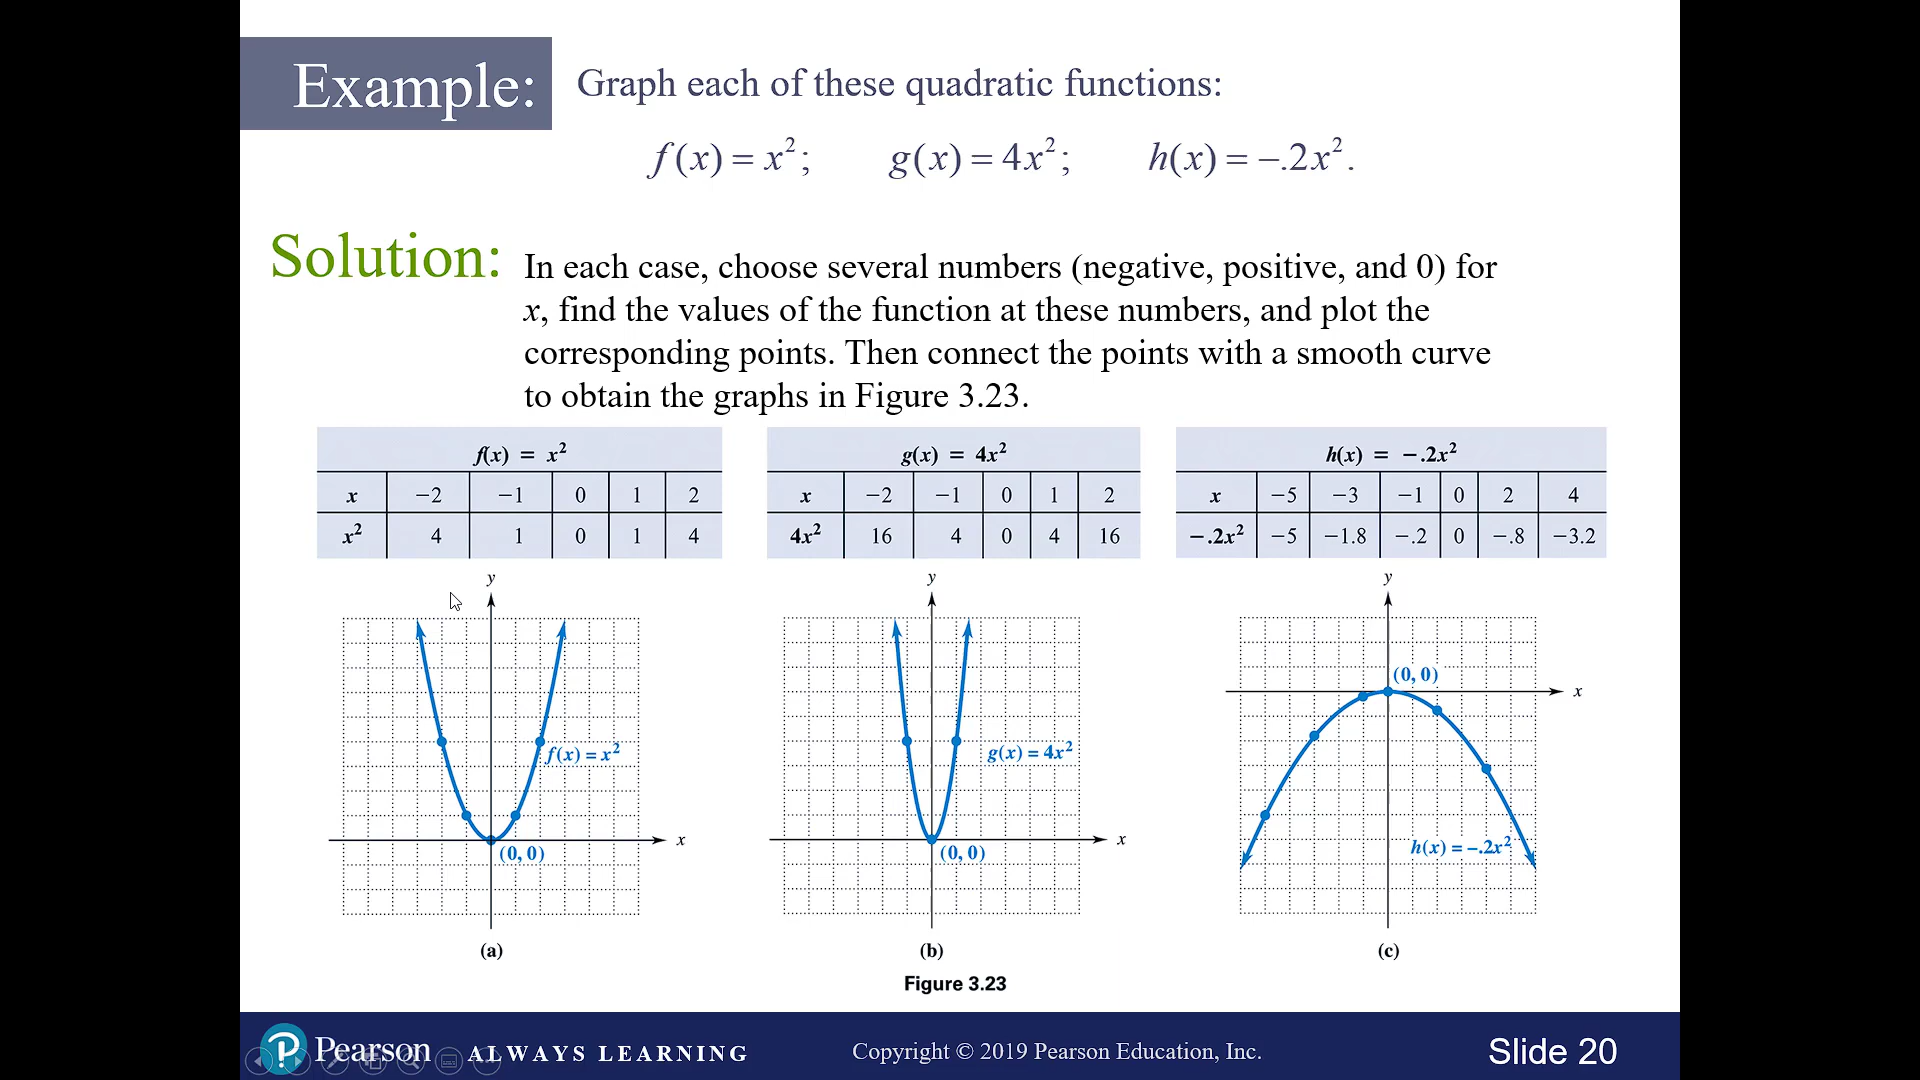 Example: Graph each of these quadratic functions:
f(x) = x²; g(x) = 4x²; h(x) = −.2x².
Solution: In each case, choose several numbers (negative, positive, and 0) for
x, find the values of the function at these numbers, and plot the
corresponding points. Then connect the points with a smooth curve
to obtain the graphs in Figure 3.23.
f(x) = x²
x −2 −1 0 1 2
x² 4 1 0 1 4
g(x) = 4x²
x −2 −1 0 1 2
4x² 16 4 0 4 16
h(x) = −.2x²
x −5 −3 −1 0 2 4
−.2x² −5 −1.8 −.2 0 −.8 −3.2
y
f(x) = x²
x
(0, 0)
(a)
y
g(x) = 4x²
x
(0, 0)
(b)
y
(0, 0)
x
h(x) = −.2x²
(c)
Figure 3.23
P Pearson ALWAYS LEARNING Copyright © 2019 Pearson Education, Inc. Slide 20